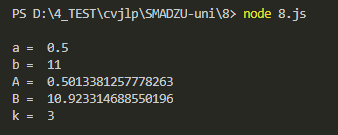 PS D:\4_TEST\cvjlp\SMADZU-uni\8> node 8.js
a =  0.5
b =  11
A =  0.5013381257778263
B =  10.923314688550196
k =  3